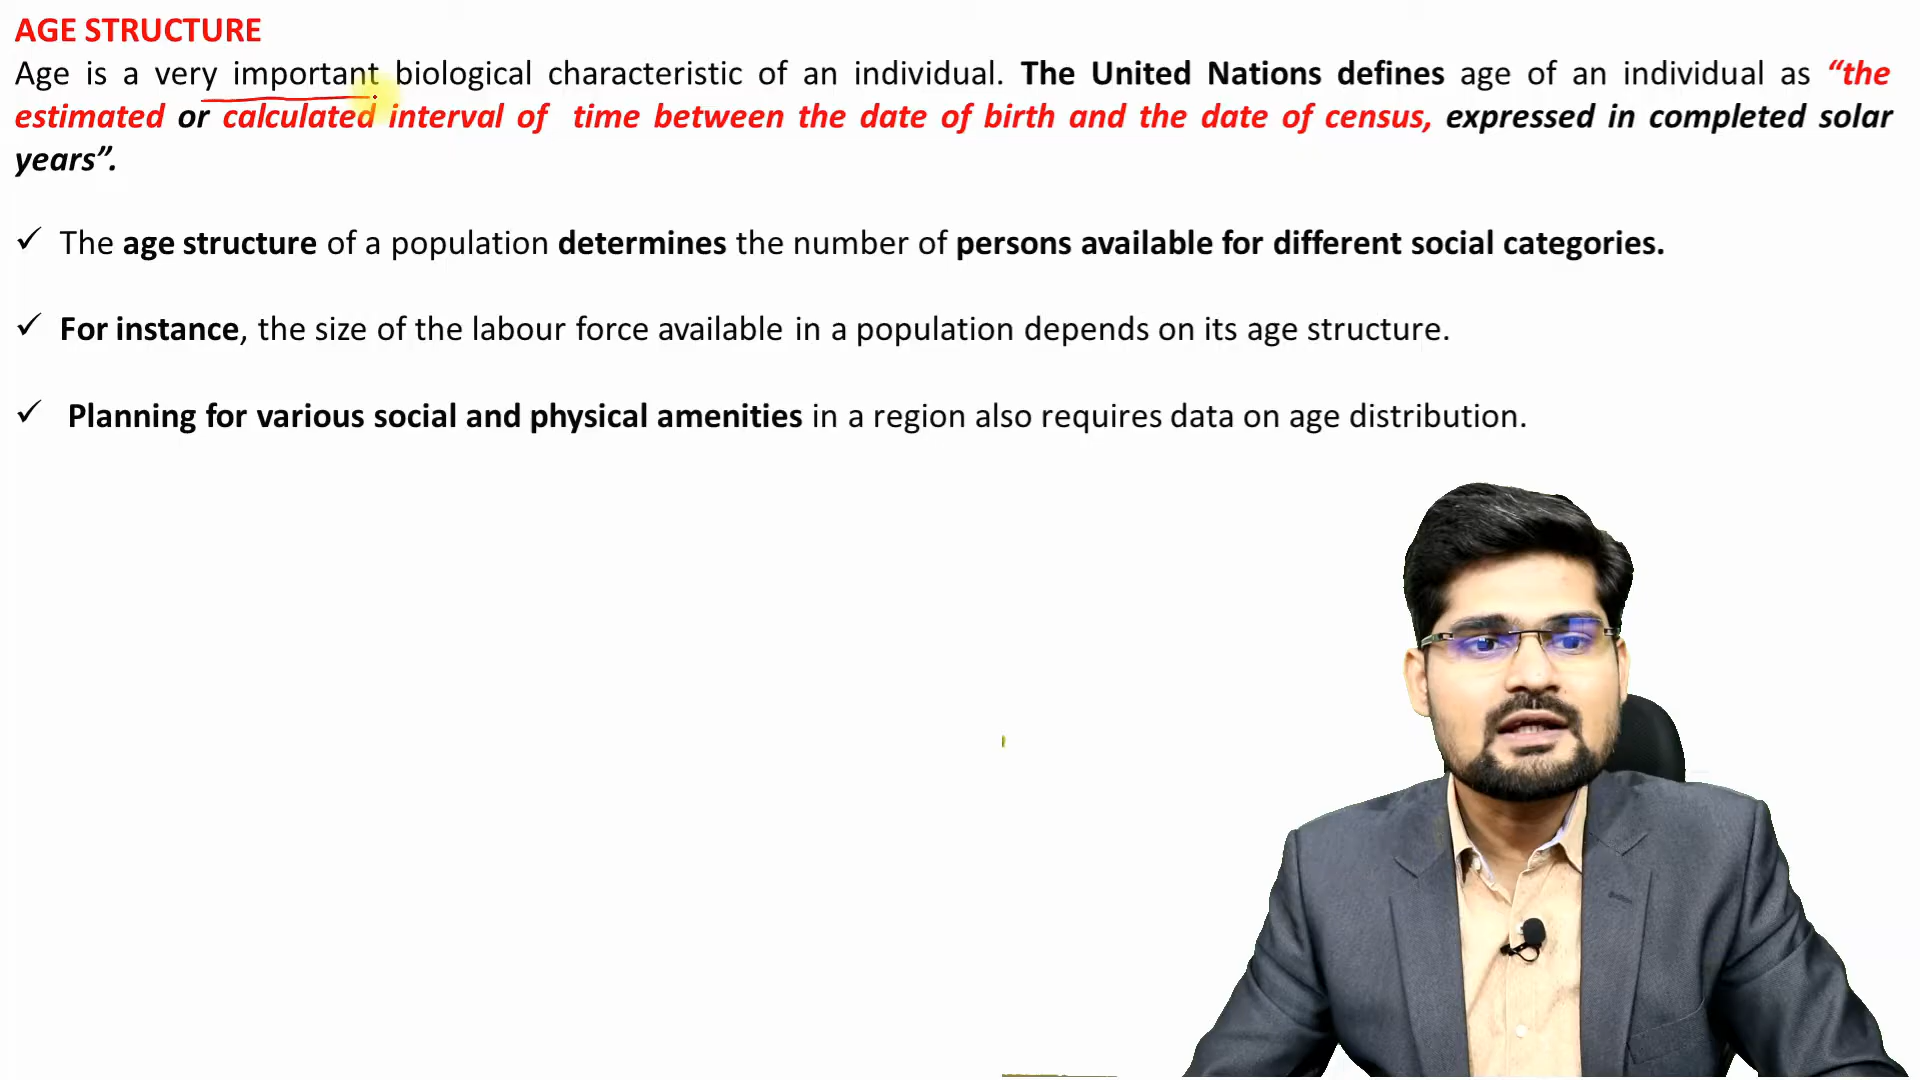 AGE STRUCTURE
Age is a very important biological characteristic of an individual. The United Nations defines age of an individual as “the
estimated or calculated interval of time between the date of birth and the date of census, expressed in completed solar
years”.
✓ The age structure of a population determines the number of persons available for different social categories.
✓ For instance, the size of the labour force available in a population depends on its age structure.
✓ Planning for various social and physical amenities in a region also requires data on age distribution.